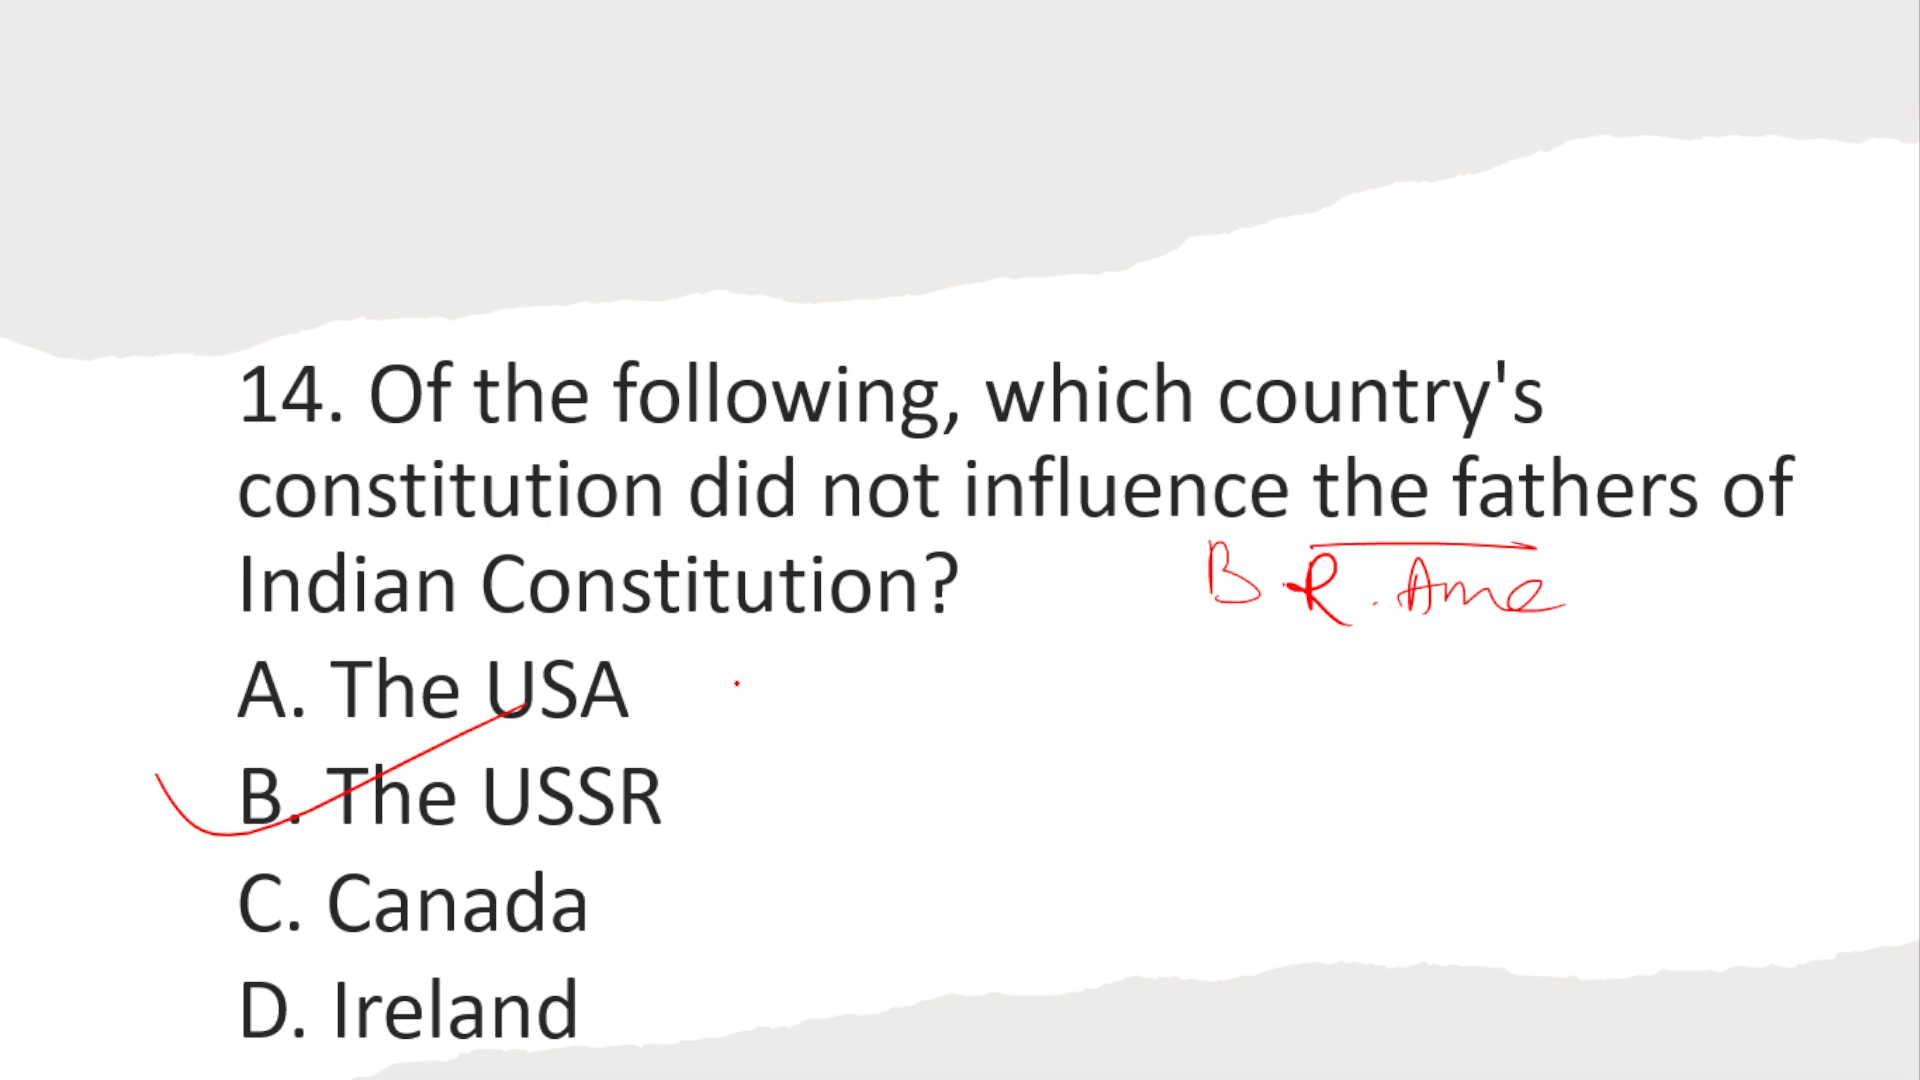 14. Of the following, which country's
constitution did not influence the fathers of
Indian Constitution?
B R. Ame
A. The USA
B. The USSR
C. Canada
D. Ireland